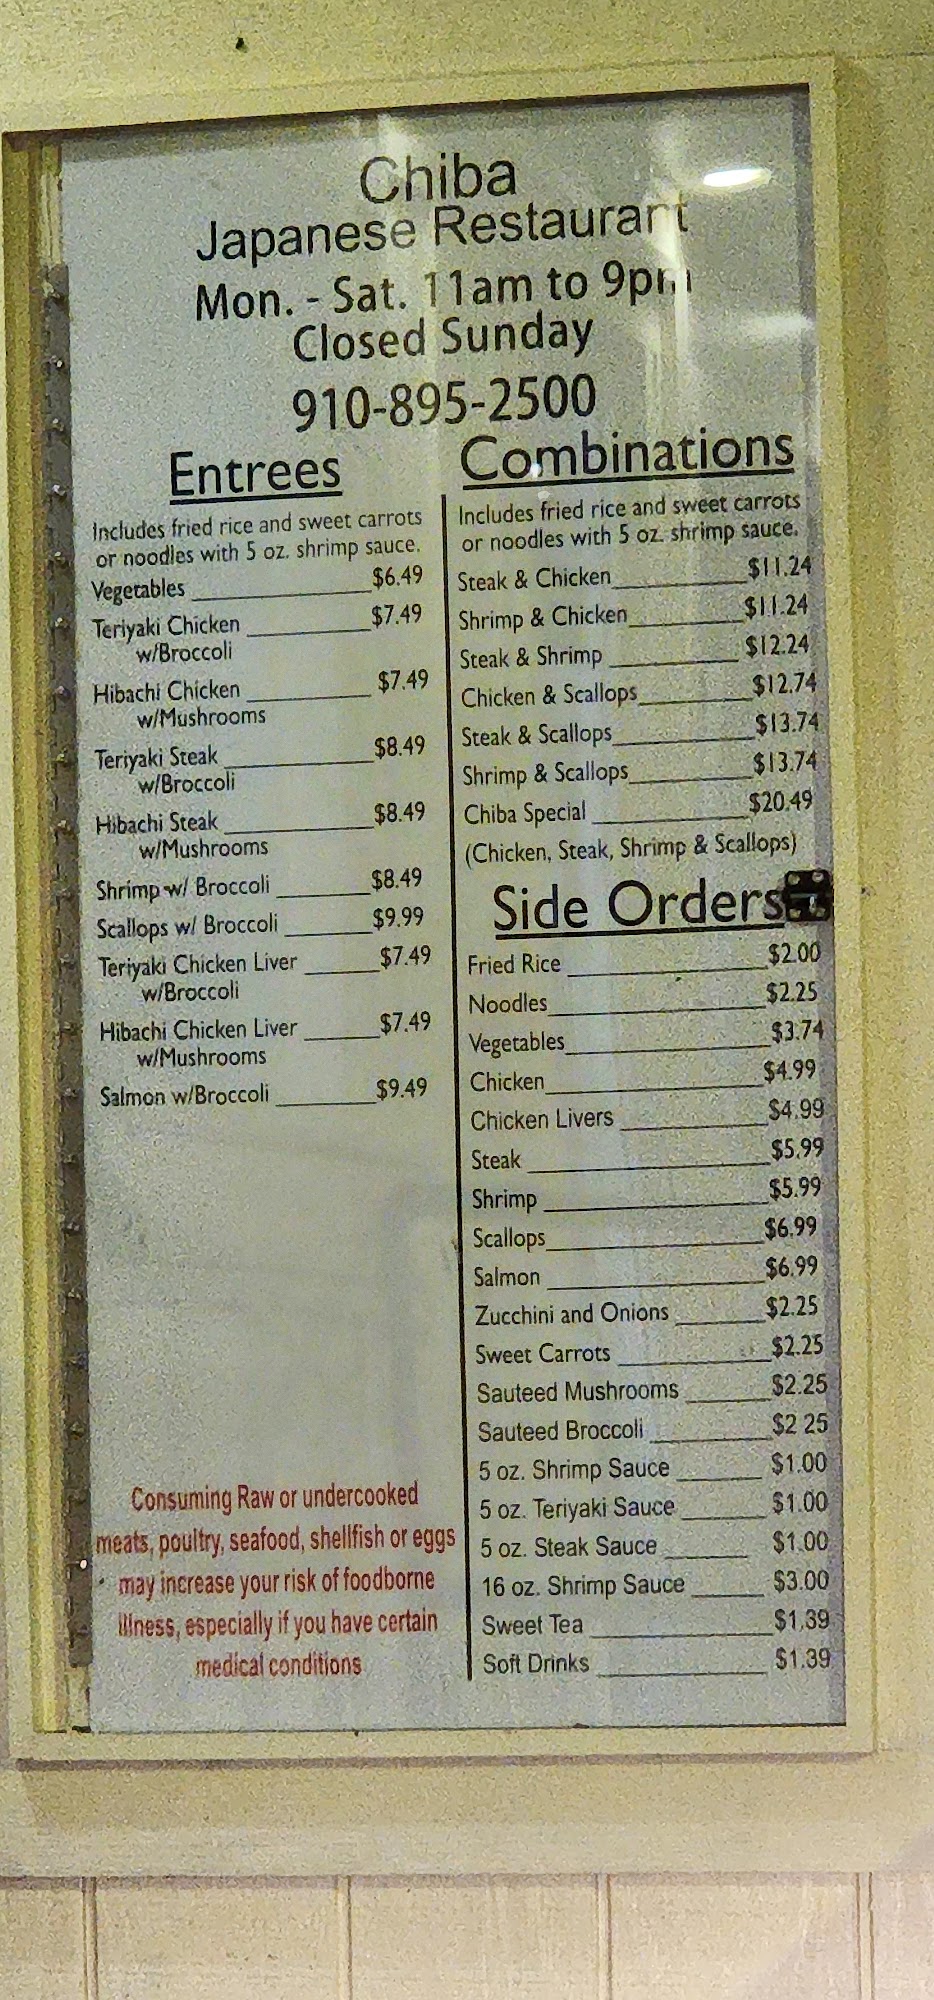 Chiba
Japanese Restaurant
Mon. - Sat. 11am to 9pm
Closed Sunday
910-895-2500
Entrees
Includes fried rice and sweet carrots
or noodles with 5 oz. shrimp sauce.
Vegetables $6.49
Teriyaki Chicken $7.49
w/Broccoli
Hibachi Chicken $7.49
w/Mushrooms
Teriyaki Steak $8.49
w/Broccoli
Hibachi Steak $8.49
w/Mushrooms
Shrimp w/ Broccoli $8.49
Scallops w/ Broccoli $9.99
Teriyaki Chicken Liver $7.49
w/Broccoli
Hibachi Chicken Liver $7.49
w/Mushrooms
Salmon w/Broccoli $9.49
Consuming Raw or undercooked
meats, poultry, seafood, shellfish or eggs
may increase your risk of foodborne
illness, especially if you have certain
medical conditions
Combinations
Includes fried rice and sweet carrots
or noodles with 5 oz. shrimp sauce.
Steak & Chicken $11.24
Shrimp & Chicken $11.24
Steak & Shrimp $12.24
Chicken & Scallops $12.74
Steak & Scallops $13.74
Shrimp & Scallops $13.74
Chiba Special $20.49
(Chicken, Steak, Shrimp & Scallops)
Side Orders
Fried Rice $2.00
Noodles $2.25
Vegetables $3.74
Chicken $4.99
Chicken Livers $4.99
Steak $5.99
Shrimp $5.99
Scallops $6.99
Salmon $6.99
Zucchini and Onions $2.25
Sweet Carrots $2.25
Sauteed Mushrooms $2.25
Sauteed Broccoli $2 25
5 oz. Shrimp Sauce $1.00
5 oz. Teriyaki Sauce $1.00
5 oz. Steak Sauce $1.00
16 oz. Shrimp Sauce $3.00
Sweet Tea $1.39
Soft Drinks $1.39